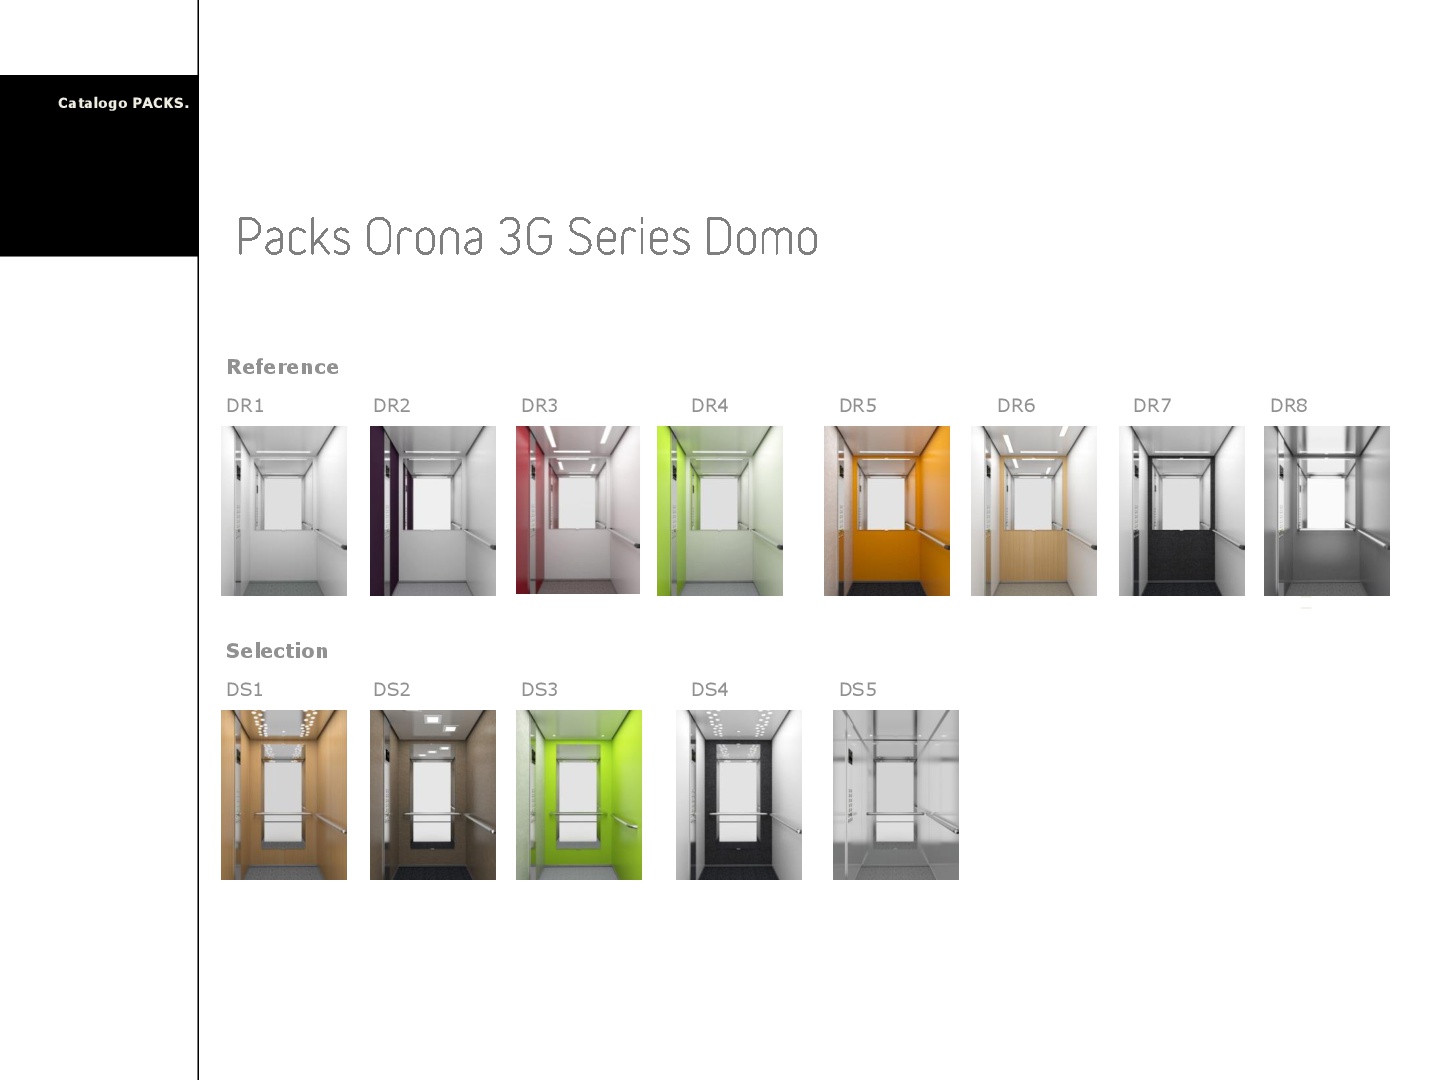 Catalogo PACKS.
Packs Orona 3G Series Domo
Reference
DR1 DR2 DR3 DR4 DR5 DR6 DR7 DR8
Selection
DS1 DS2 DS3 DS4 DS5